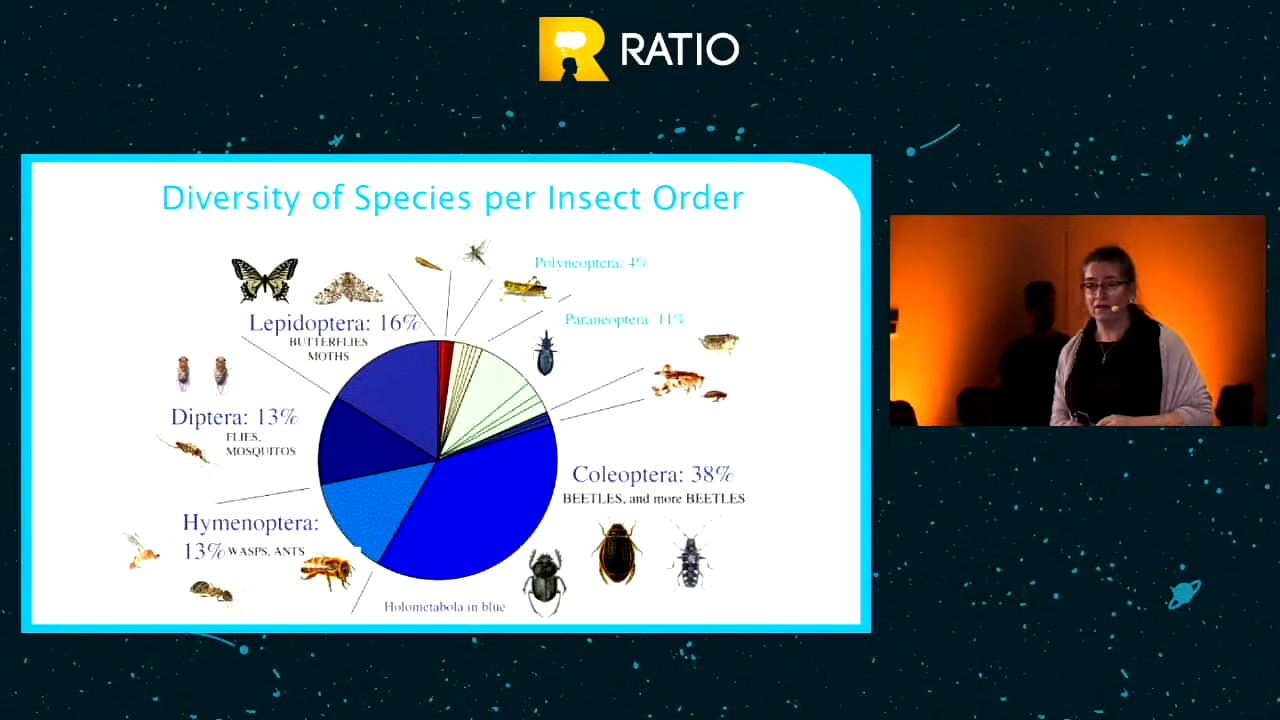 RATIO
Diversity of Species per Insect Order
Polyneoptera: 4%
Paraneoptera: 11%
Lepidoptera: 16%
BUTTERFLIES
MOTHS
Diptera: 13%
FLIES,
MOSQUITOS
Coleoptera: 38%
BEETLES, and more BEETLES
Hymenoptera:
13% WASPS, ANTS
Holometabola in blue